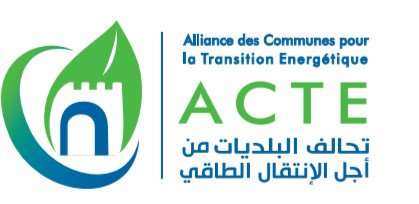 Alliance des Communes pour
la Transition Energétique
ACTE
تحالف البلديات من
أجل الإنتقال الطاقي